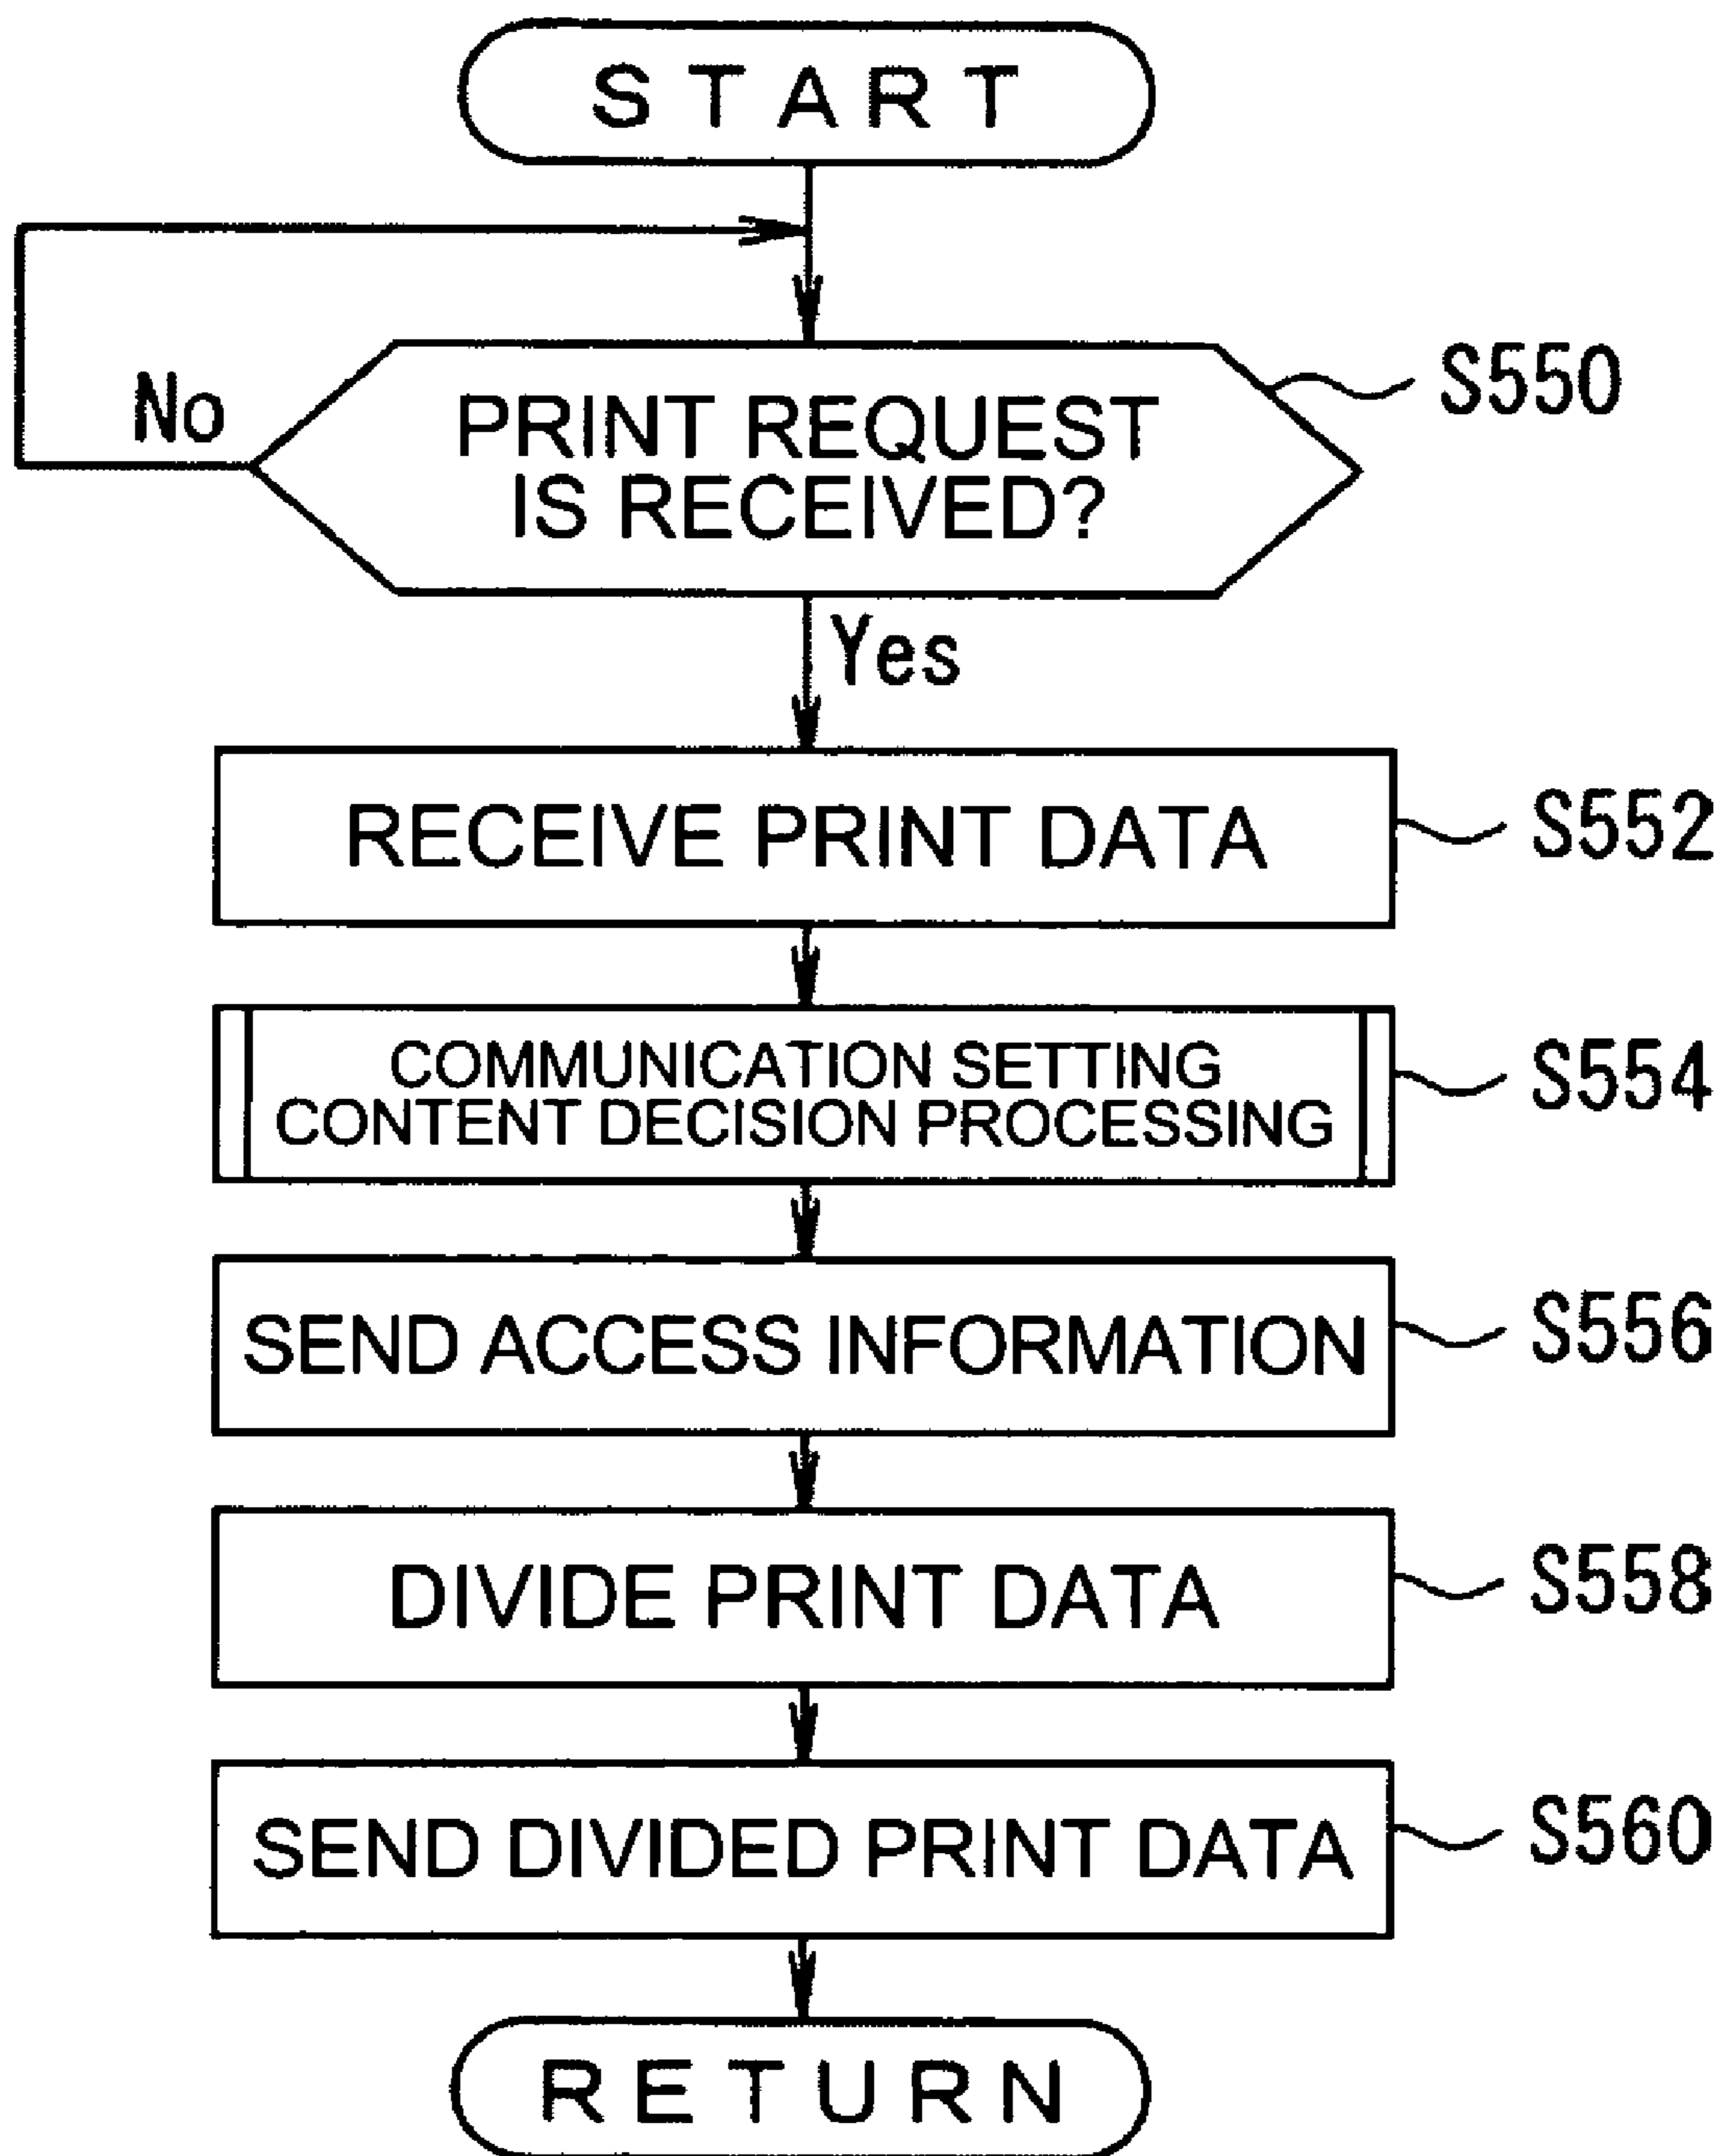 START
No
PRINT REQUEST
IS RECEIVED?
S550
Yes
RECEIVE PRINT DATA
S552
COMMUNICATION SETTING
CONTENT DECISION PROCESSING
S554
SEND ACCESS INFORMATION
S556
DIVIDE PRINT DATA
S558
SEND DIVIDED PRINT DATA
S560
RETURN